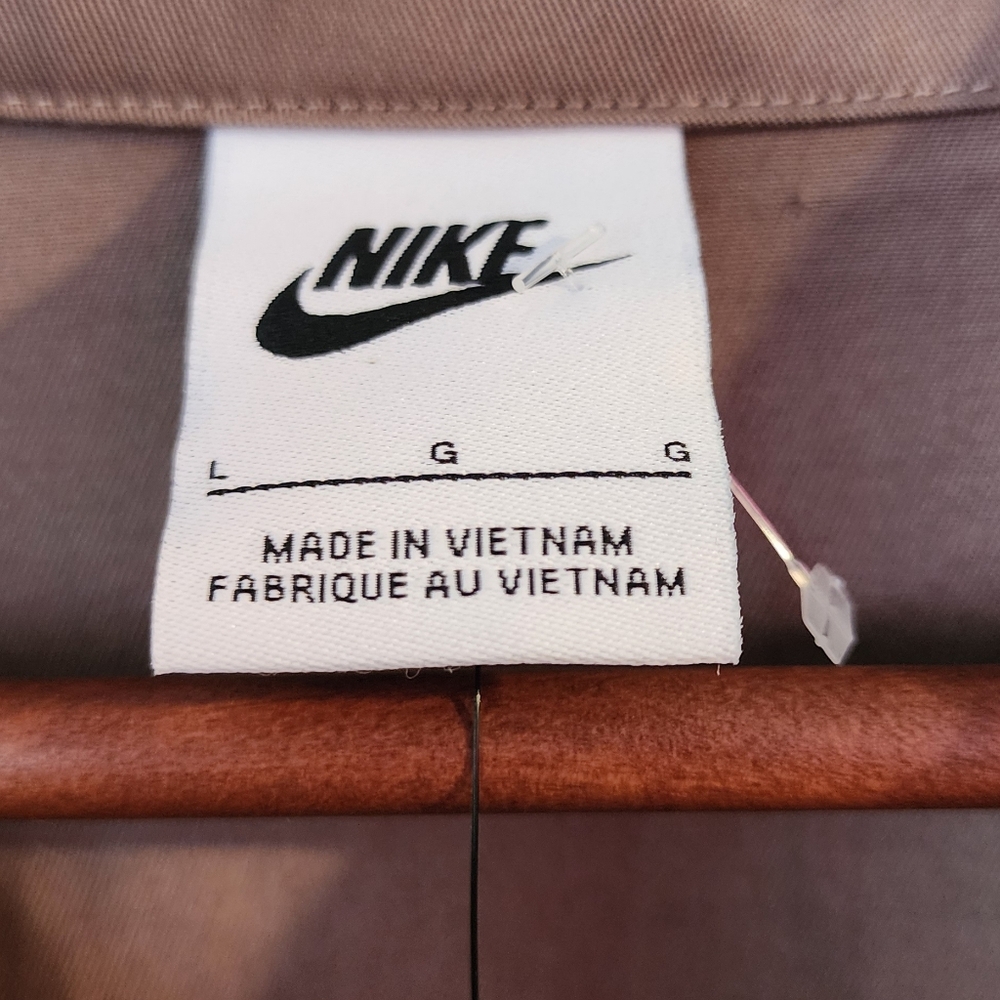 NIKE
L G G
MADE IN VIETNAM
FABRIQUE AU VIETNAM